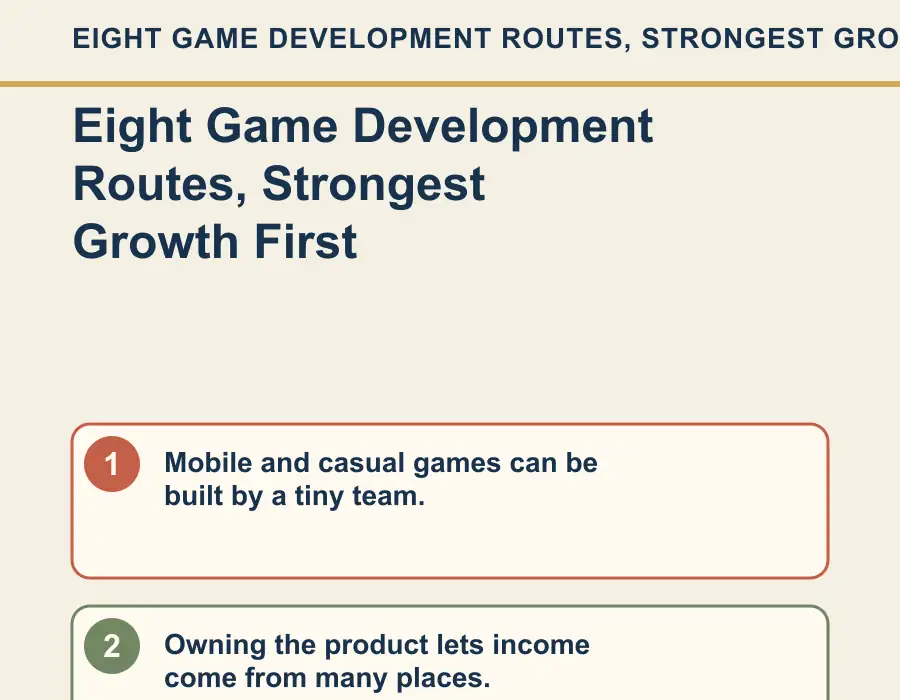 EIGHT GAME DEVELOPMENT ROUTES, STRONGEST GRO
Eight Game Development
Routes, Strongest
Growth First
1
Mobile and casual games can be
built by a tiny team.
2
Owning the product lets income
come from many places.